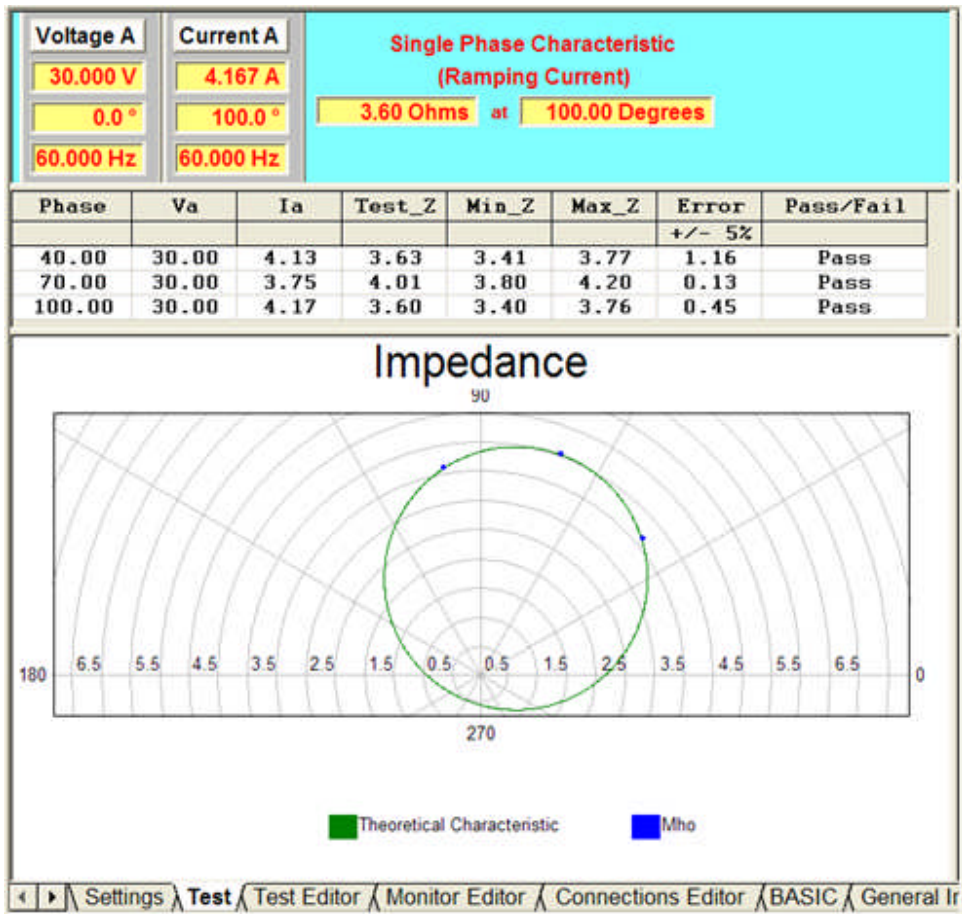 Voltage A
Current A
Single Phase Characteristic
(Ramping Current)
30.000 V
4.167 A
3.60 Ohms at 100.00 Degrees
0.0 °
100.0 °
60.000 Hz
60.000 Hz
Phase Va Ia Test_Z Min_Z Max_Z Error Pass/Fail
+/- 5%
40.00 30.00 4.13 3.63 3.41 3.77 1.16 Pass
70.00 30.00 3.75 4.01 3.80 4.20 0.13 Pass
100.00 30.00 4.17 3.60 3.40 3.76 0.45 Pass
Impedance
90
180 6.5 5.5 4.5 3.5 2.5 1.5 0.5 0.5 1.5 2.5 3.5 4.5 5.5 6.5 0
270
Theoretical Characteristic
Mho
Settings Test Test Editor Monitor Editor Connections Editor BASIC General Ir